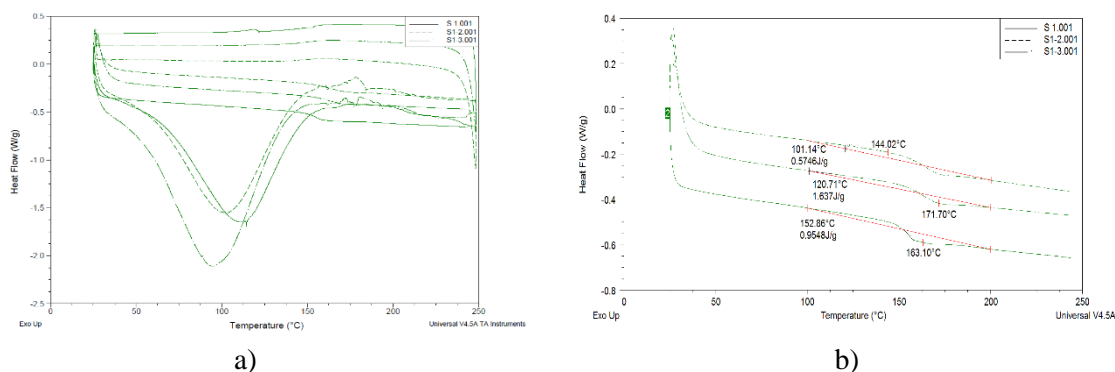 0.5
0.0
-0.5
-1.0
-1.5
-2.0
-2.5
Heat Flow (W/g)
S 1.001
S1-2.001
S1-3.001
0
50
100
150
200
250
Exo Up
Temperature (°C)
Universal V4.5A TA Instruments
a)
0.4
0.2
0.0
-0.2
-0.4
-0.6
-0.8
Heat Flow (W/g)
S 1.001
S1-2.001
S1-3.001
101.14°C
0.5746J/g
144.02°C
120.71°C
1.637J/g
171.70°C
152.86°C
0.9548J/g
163.10°C
0
50
100
150
200
250
Exo Up
Temperature (°C)
Universal V4.5A
b)